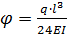 φ = q·l³ / 24EI